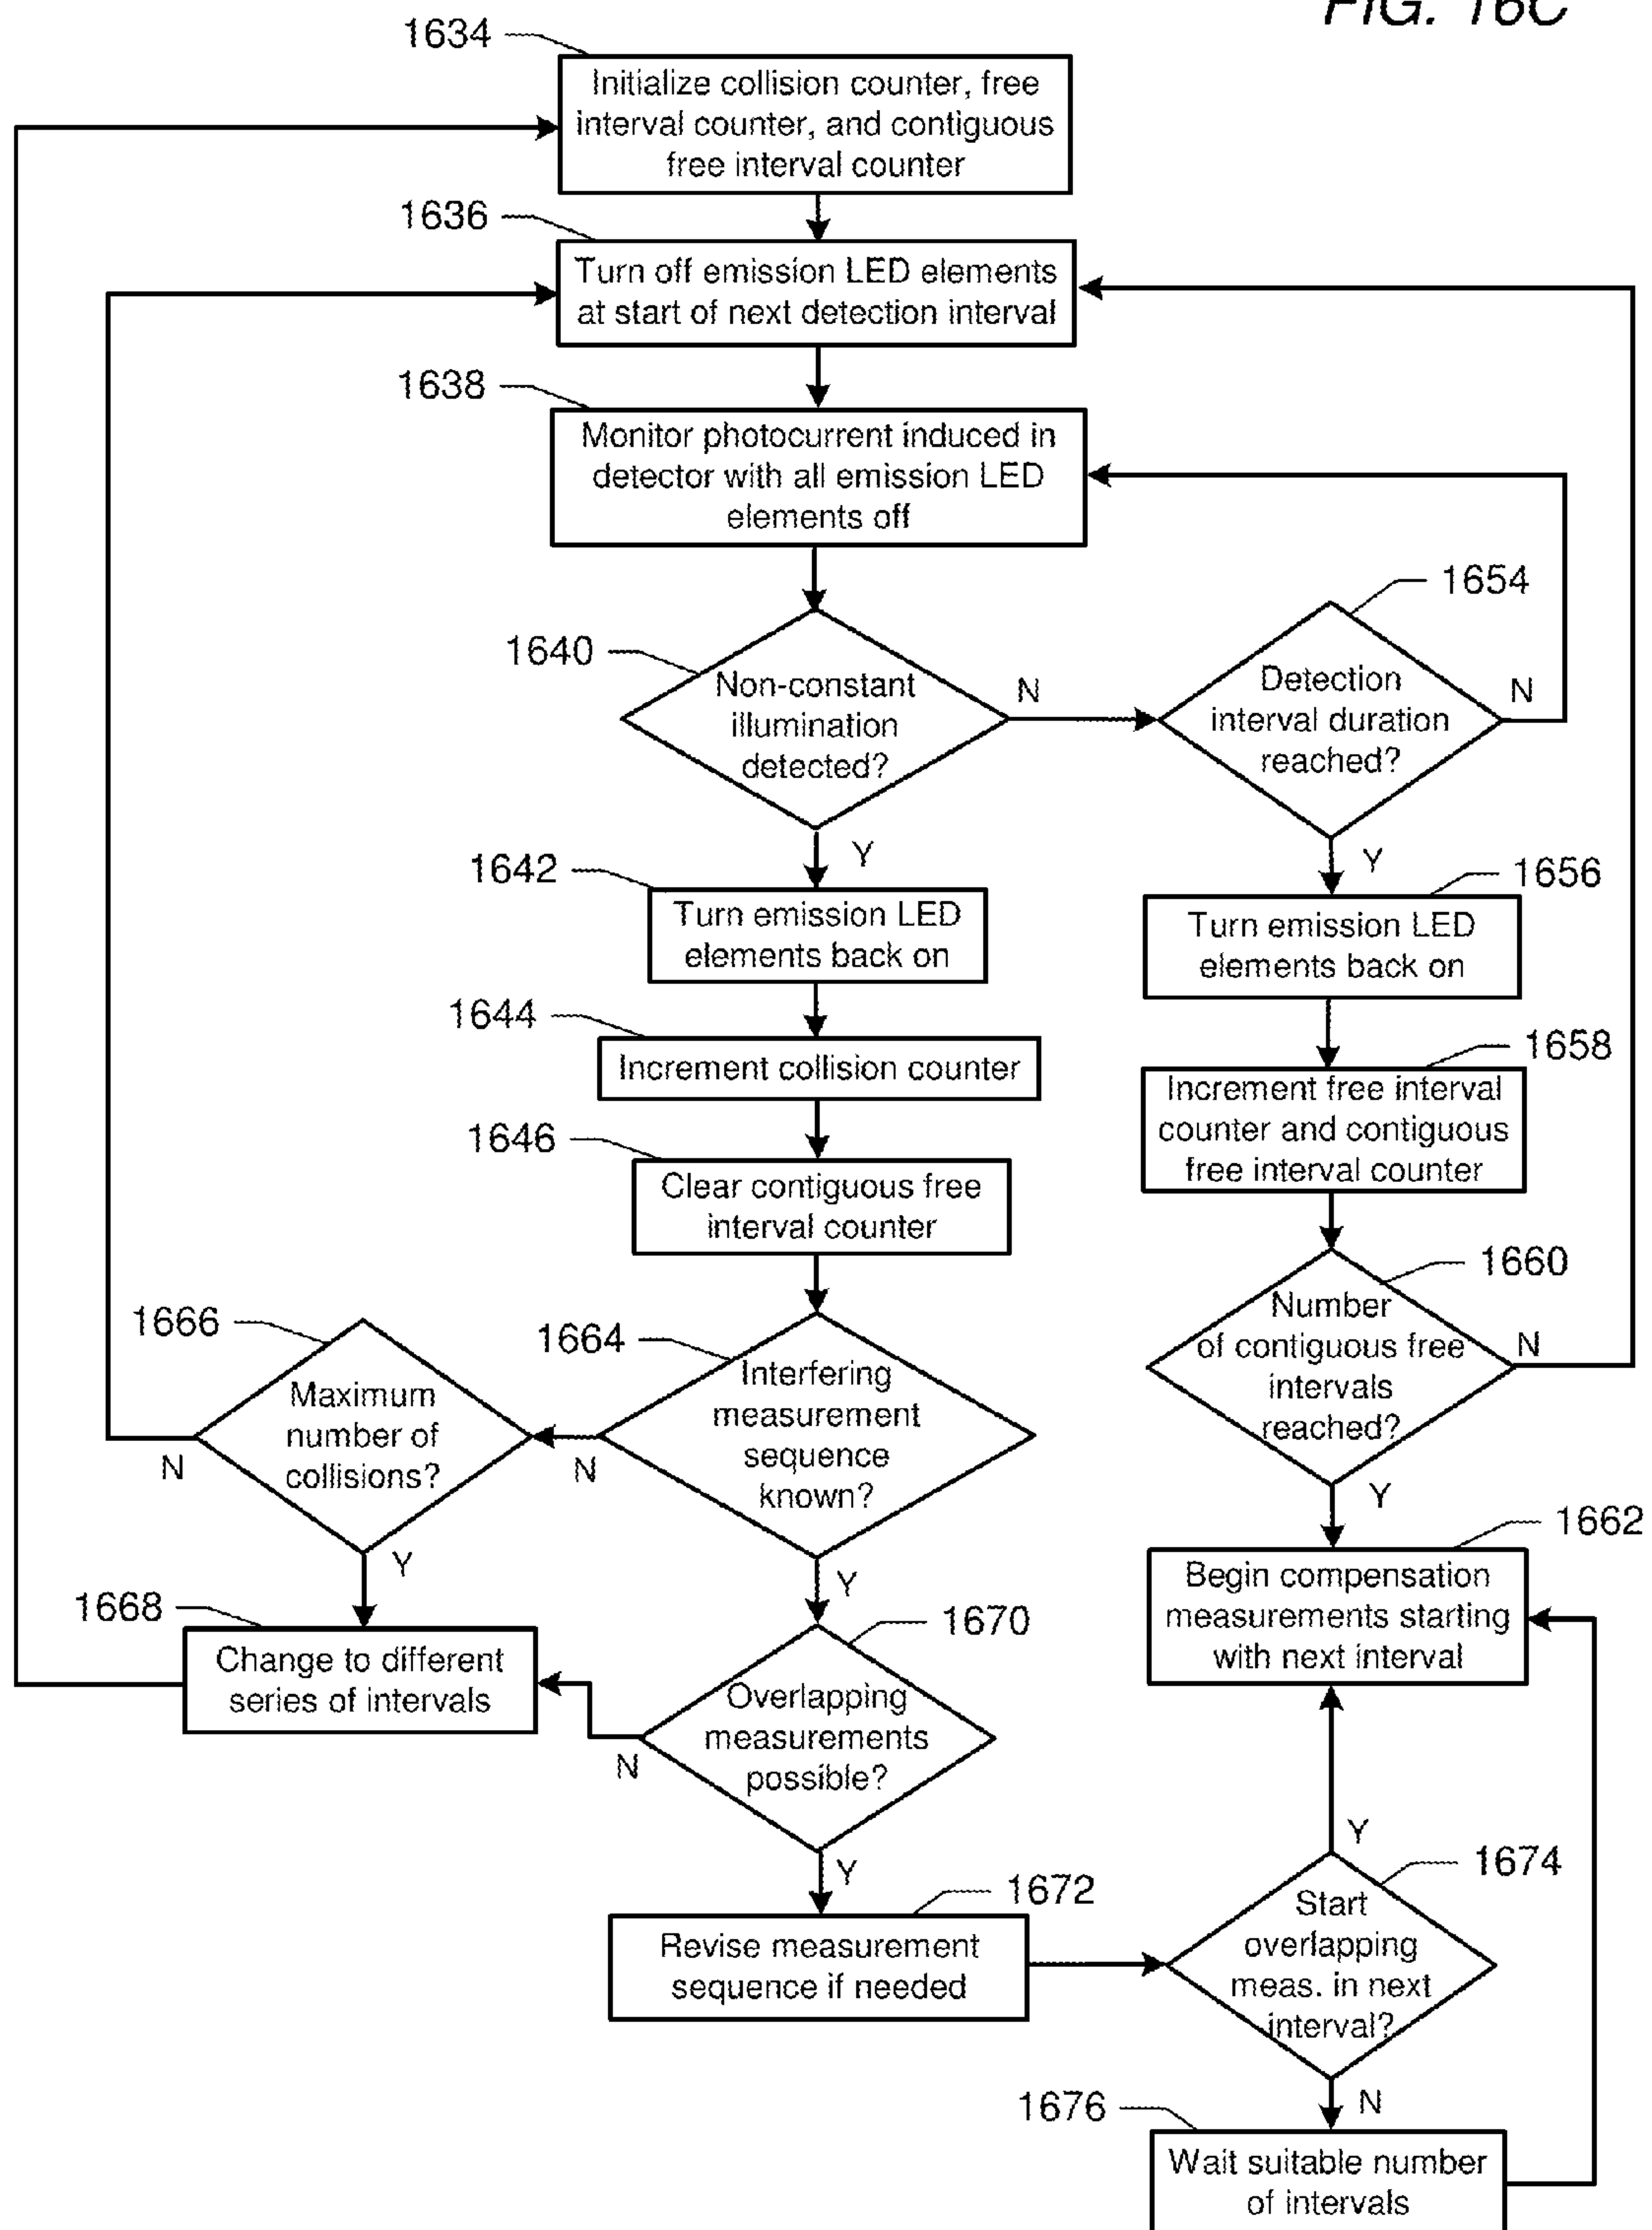 FIG. 16C
1634
Initialize collision counter, free
interval counter, and contiguous
free interval counter
1636
Turn off emission LED elements
at start of next detection interval
1638
Monitor photocurrent induced in
detector with all emission LED
elements off
1640
Non-constant
illumination
detected?
N
Y
1654
Detection
interval duration
reached?
N
Y
1642
Turn emission LED
elements back on
1656
Turn emission LED
elements back on
1644
Increment collision counter
1658
Increment free interval
counter and contiguous
free interval counter
1646
Clear contiguous free
interval counter
1660
Number
of contiguous free
intervals
reached?
N
Y
1666
Maximum
number of
collisions?
N
Y
1664
Interfering
measurement
sequence
known?
N
Y
1662
Begin compensation
measurements starting
with next interval
1668
Change to different
series of intervals
1670
Overlapping
measurements
possible?
N
Y
1672
Revise measurement
sequence if needed
Y
1674
Start
overlapping
meas. in next
interval?
N
1676
Wait suitable number
of intervals